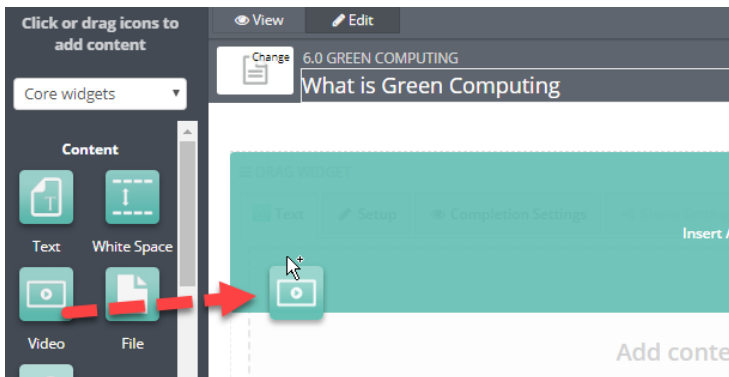 Click or drag icons to
add content
Core widgets
Content
Text
White Space
Video
File
View
Edit
Change
6.0 GREEN COMPUTING
What is Green Computing
DRAG WIDGET
Text
Setup
Completion Settings
Insert A
Add conte